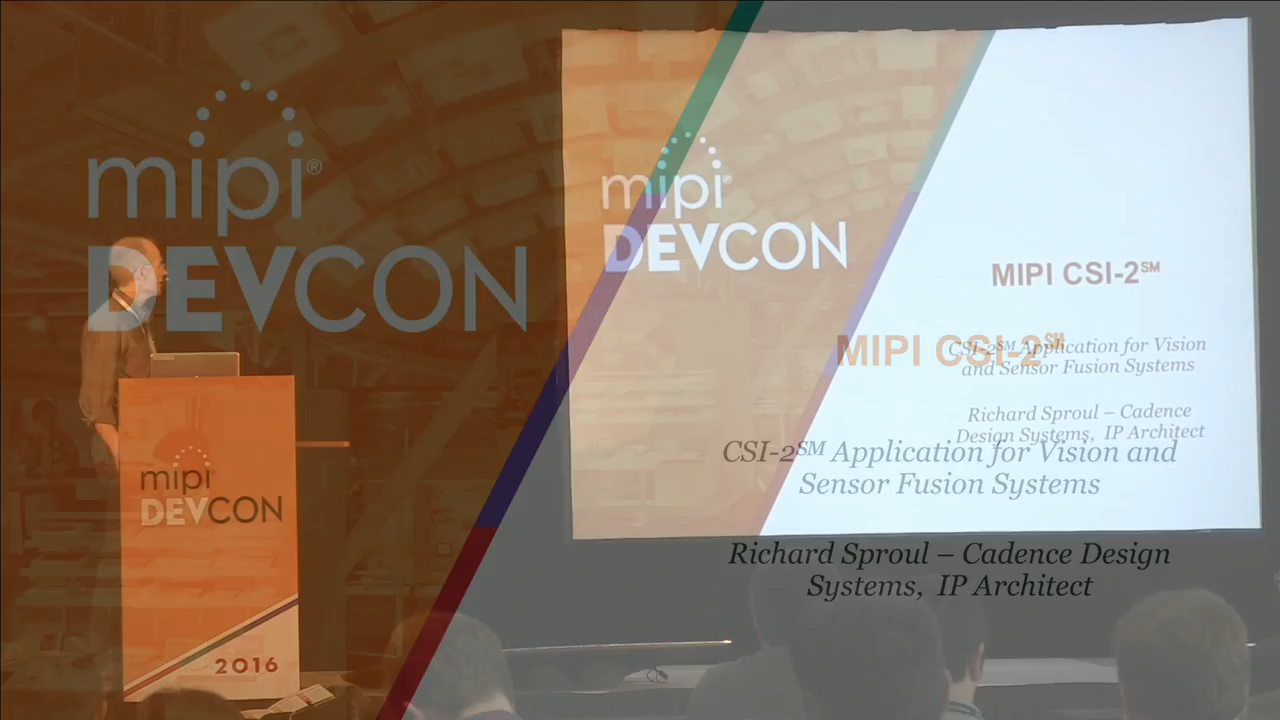 mipi®
DEVCON
mipi®
DEVCON
MIPI CSI-2℠
CSI-2℠ Application for Vision
and Sensor Fusion Systems
Richard Sproul – Cadence
Design Systems, IP Architect
MIPI CSI-2℠
CSI-2℠ Application for Vision and
Sensor Fusion Systems
Richard Sproul – Cadence Design
Systems, IP Architect
mipi
DEVCON
2016